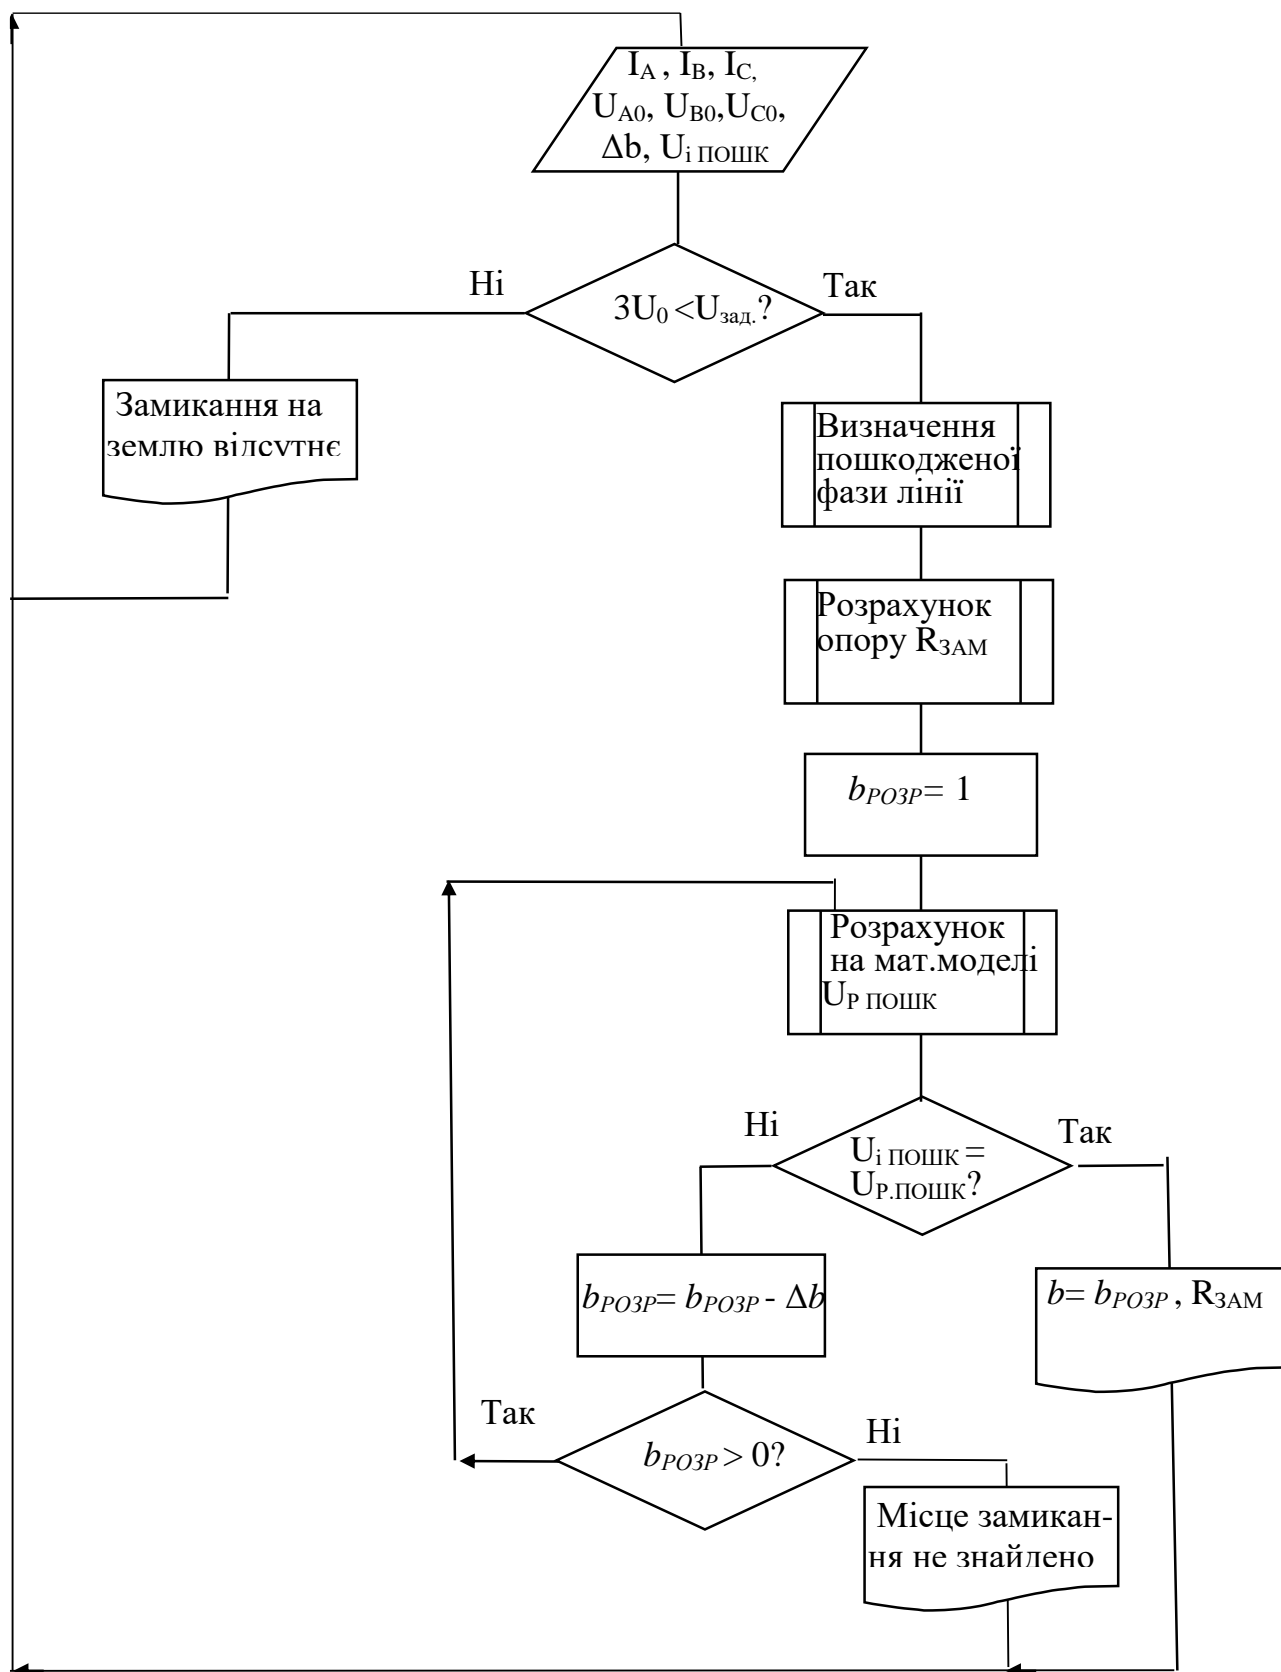 I_A , I_B, I_C,
U_A0, U_B0,U_C0,
Δb, U_i ПОШК
Ні
Так
3U_0 <U_зад.?
Замикання на
землю відсутнє
Визначення
пошкодженої
фази лінії
Розрахунок
опору R_ЗАМ
b_РОЗР= 1
Розрахунок
на мат.моделі
U_Р ПОШК
Ні
Так
U_i ПОШК =
U_Р.ПОШК?
b_РОЗР= b_РОЗР - Δb
b= b_РОЗР , R_ЗАМ
Так
Ні
b_РОЗР > 0?
Місце замикан-
ня не знайдено